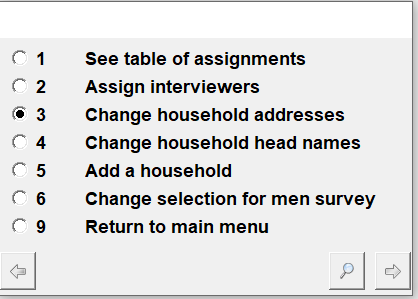 1 See table of assignments
2 Assign interviewers
3 Change household addresses
4 Change household head names
5 Add a household
6 Change selection for men survey
9 Return to main menu